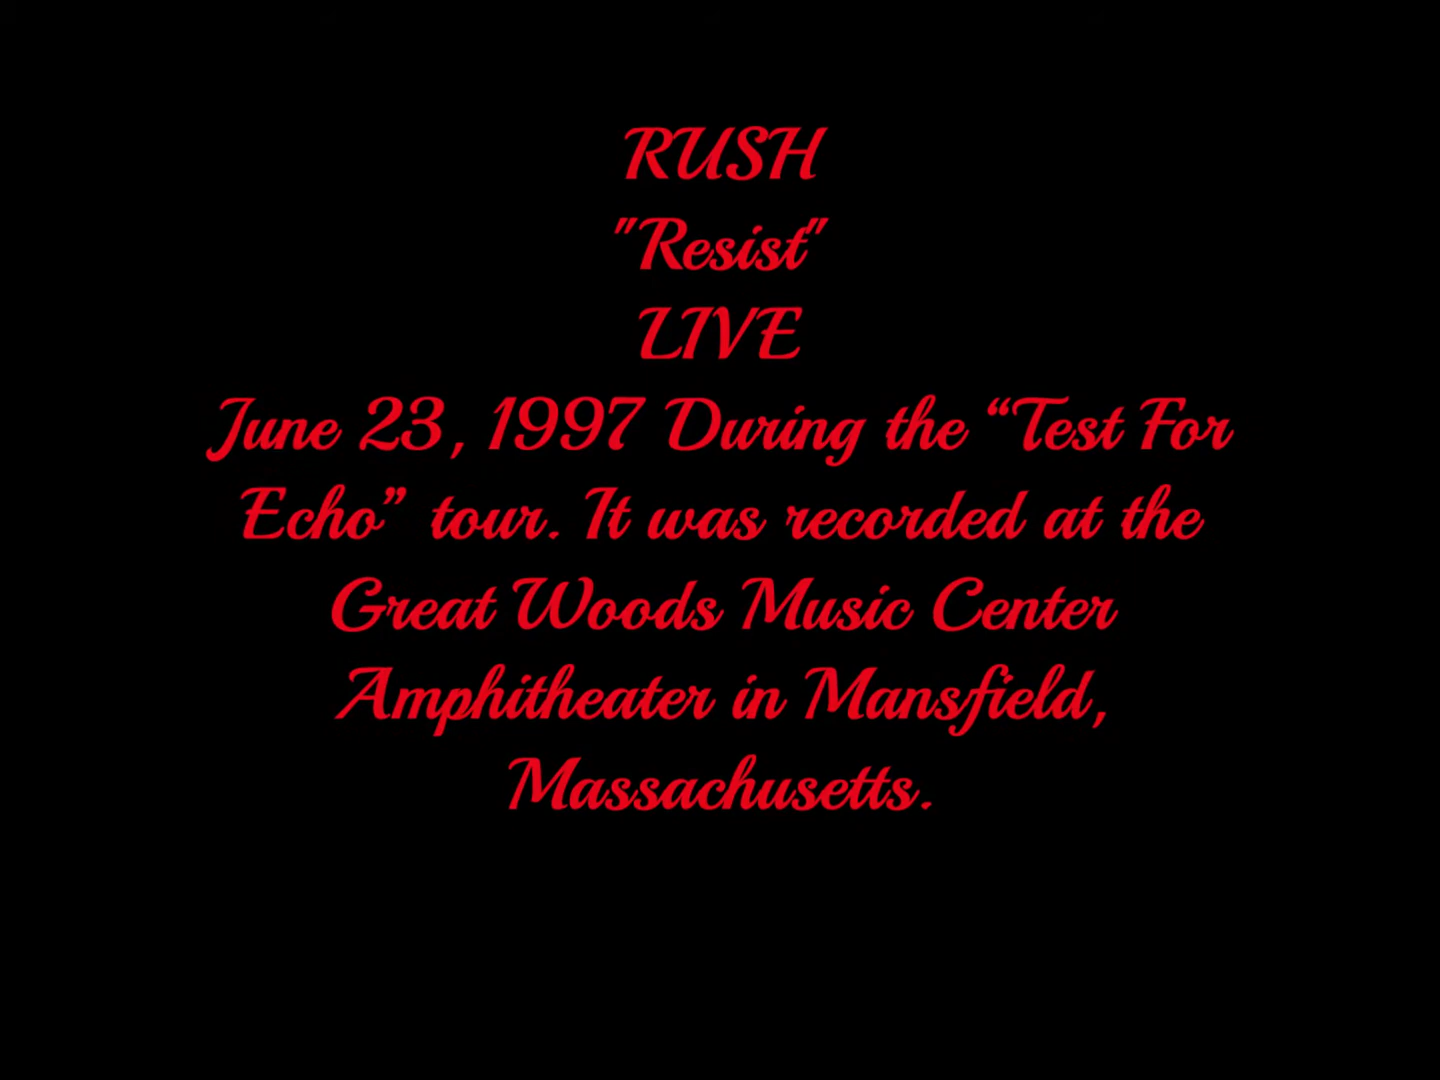 RUSH
"Resist"
LIVE
June 23, 1997 During the “Test For
Echo” tour. It was recorded at the
Great Woods Music Center
Amphitheater in Mansfield,
Massachusetts.